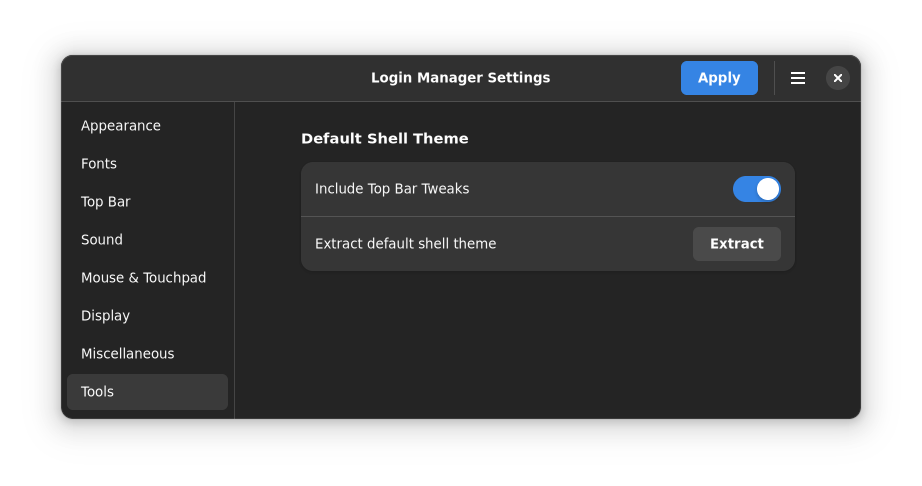 Login Manager Settings
Apply
Appearance
Fonts
Top Bar
Sound
Mouse & Touchpad
Display
Miscellaneous
Tools
Default Shell Theme
Include Top Bar Tweaks
Extract default shell theme
Extract